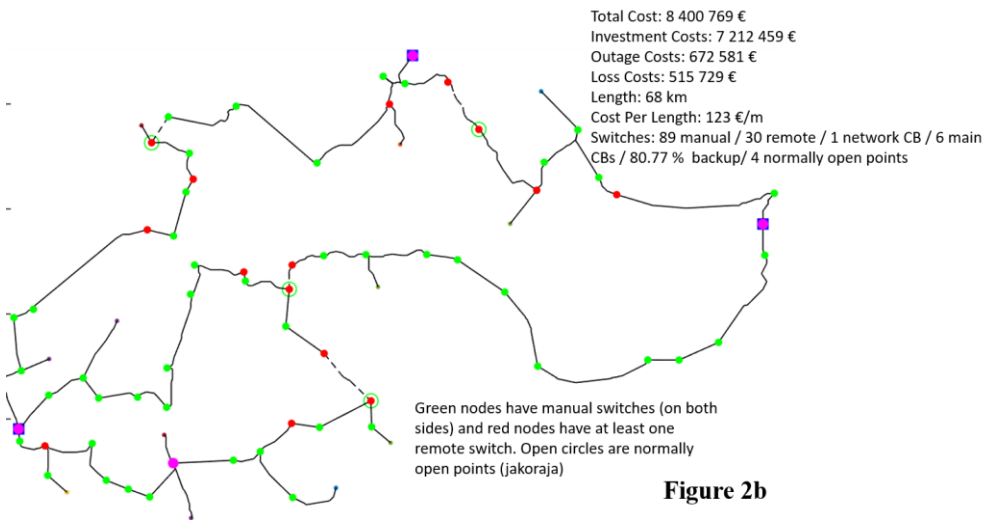 Total Cost: 8 400 769 €
Investment Costs: 7 212 459 €
Outage Costs: 672 581 €
Loss Costs: 515 729 €
Length: 68 km
Cost Per Length: 123 €/m
Switches: 89 manual / 30 remote / 1 network CB / 6 main
CBs / 80.77 % backup/ 4 normally open points
Green nodes have manual switches (on both
sides) and red nodes have at least one
remote switch. Open circles are normally
open points (jakoraja)
Figure 2b